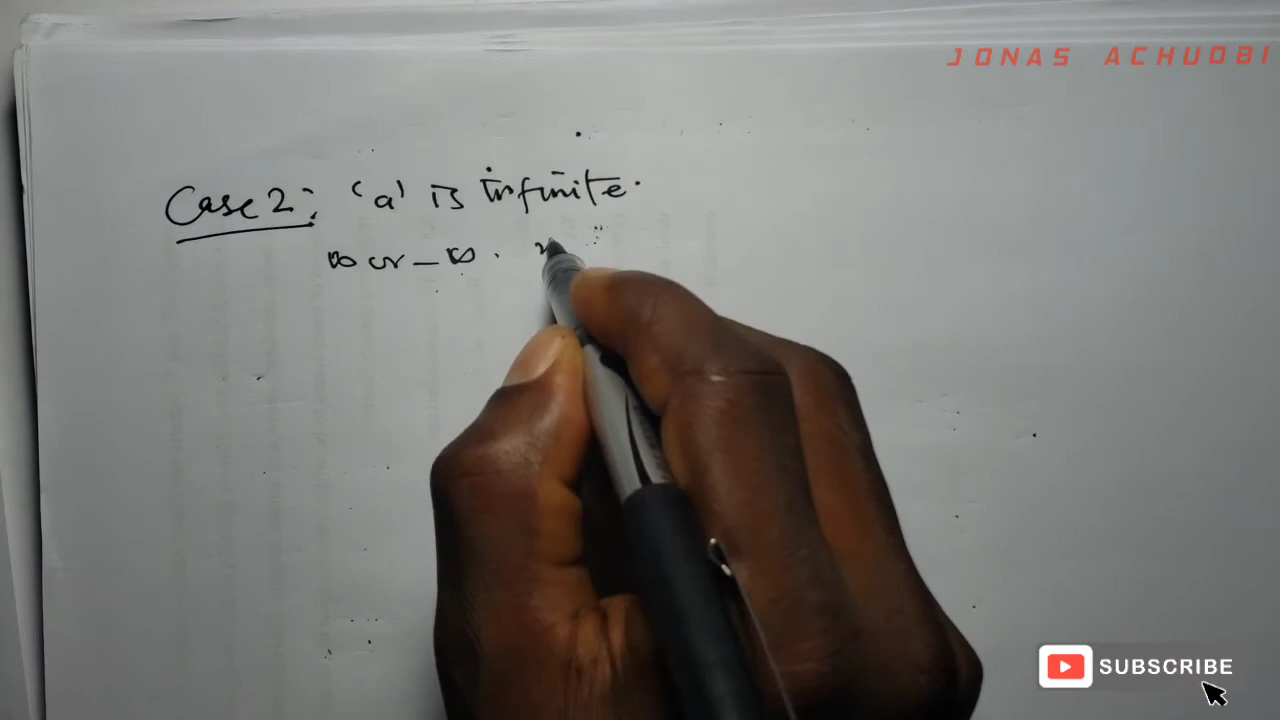 JONAS ACHUOBI
Case 2: 'a' is infinite.
∞ or -∞.
SUBSCRIBE